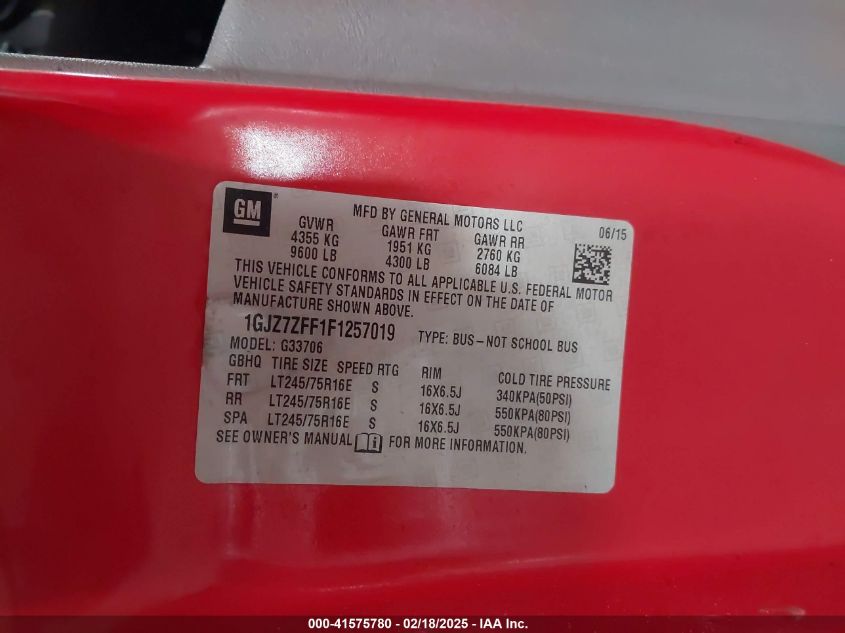 GM ®
MFD BY GENERAL MOTORS LLC
06/15
GVWR GAWR FRT GAWR RR
4355 KG 1951 KG 2760 KG
9600 LB 4300 LB 6084 LB
THIS VEHICLE CONFORMS TO ALL APPLICABLE U.S. FEDERAL MOTOR
VEHICLE SAFETY STANDARDS IN EFFECT ON THE DATE OF
MANUFACTURE SHOWN ABOVE.
1GJZ7ZFF1F1257019 TYPE: BUS-NOT SCHOOL BUS
MODEL: G33706
GBHQ TIRE SIZE SPEED RTG RIM COLD TIRE PRESSURE
FRT LT245/75R16E S 16X6.5J 340KPA(50PSI)
RR LT245/75R16E S 16X6.5J 550KPA(80PSI)
SPA LT245/75R16E S 16X6.5J 550KPA(80PSI)
SEE OWNER'S MANUAL FOR MORE INFORMATION.
000-41575780 - 02/18/2025 - IAA Inc.